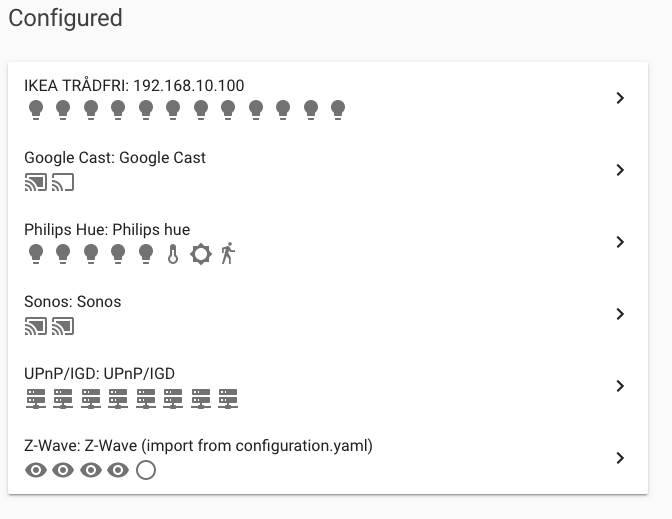 Configured
IKEA TRÅDFRI: 192.168.10.100
Google Cast: Google Cast
Philips Hue: Philips hue
Sonos: Sonos
UPnP/IGD: UPnP/IGD
Z-Wave: Z-Wave (import from configuration.yaml)